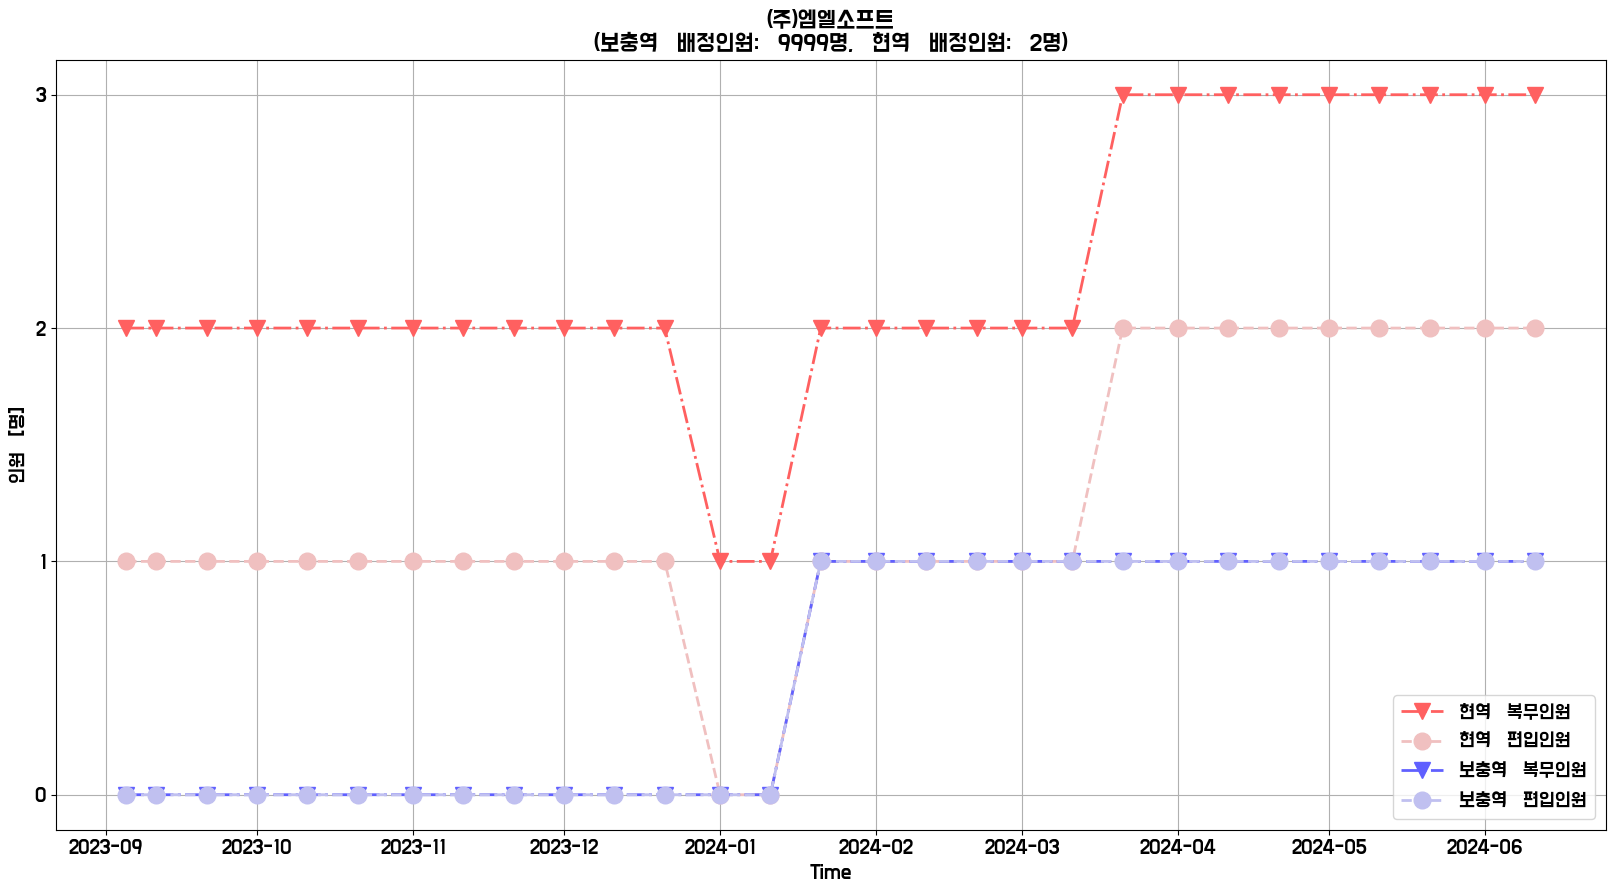 (주)엠엘소프트
(보충역 배정인원: 9999명, 현역 배정인원: 2명)
3
2
1
0
인원 [명]
2023-09 2023-10 2023-11 2023-12 2024-01 2024-02 2024-03 2024-04 2024-05 2024-06
Time
현역 복무인원
현역 편입인원
보충역 복무인원
보충역 편입인원